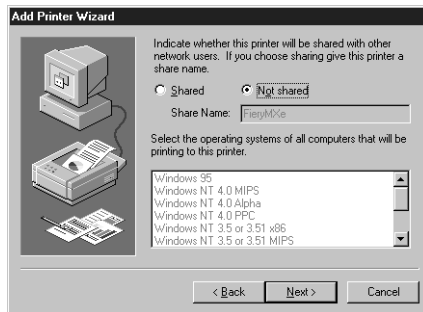 Add Printer Wizard
Indicate whether this printer will be shared with other
network users. If you choose sharing give this printer a
share name.
Shared
Not shared
Share Name: FieryMXe
Select the operating systems of all computers that will be
printing to this printer.
Windows 95
Windows NT 4.0 MIPS
Windows NT 4.0 Alpha
Windows NT 4.0 PPC
Windows NT 3.5 or 3.51 x86
Windows NT 3.5 or 3.51 MIPS
< Back
Next >
Cancel